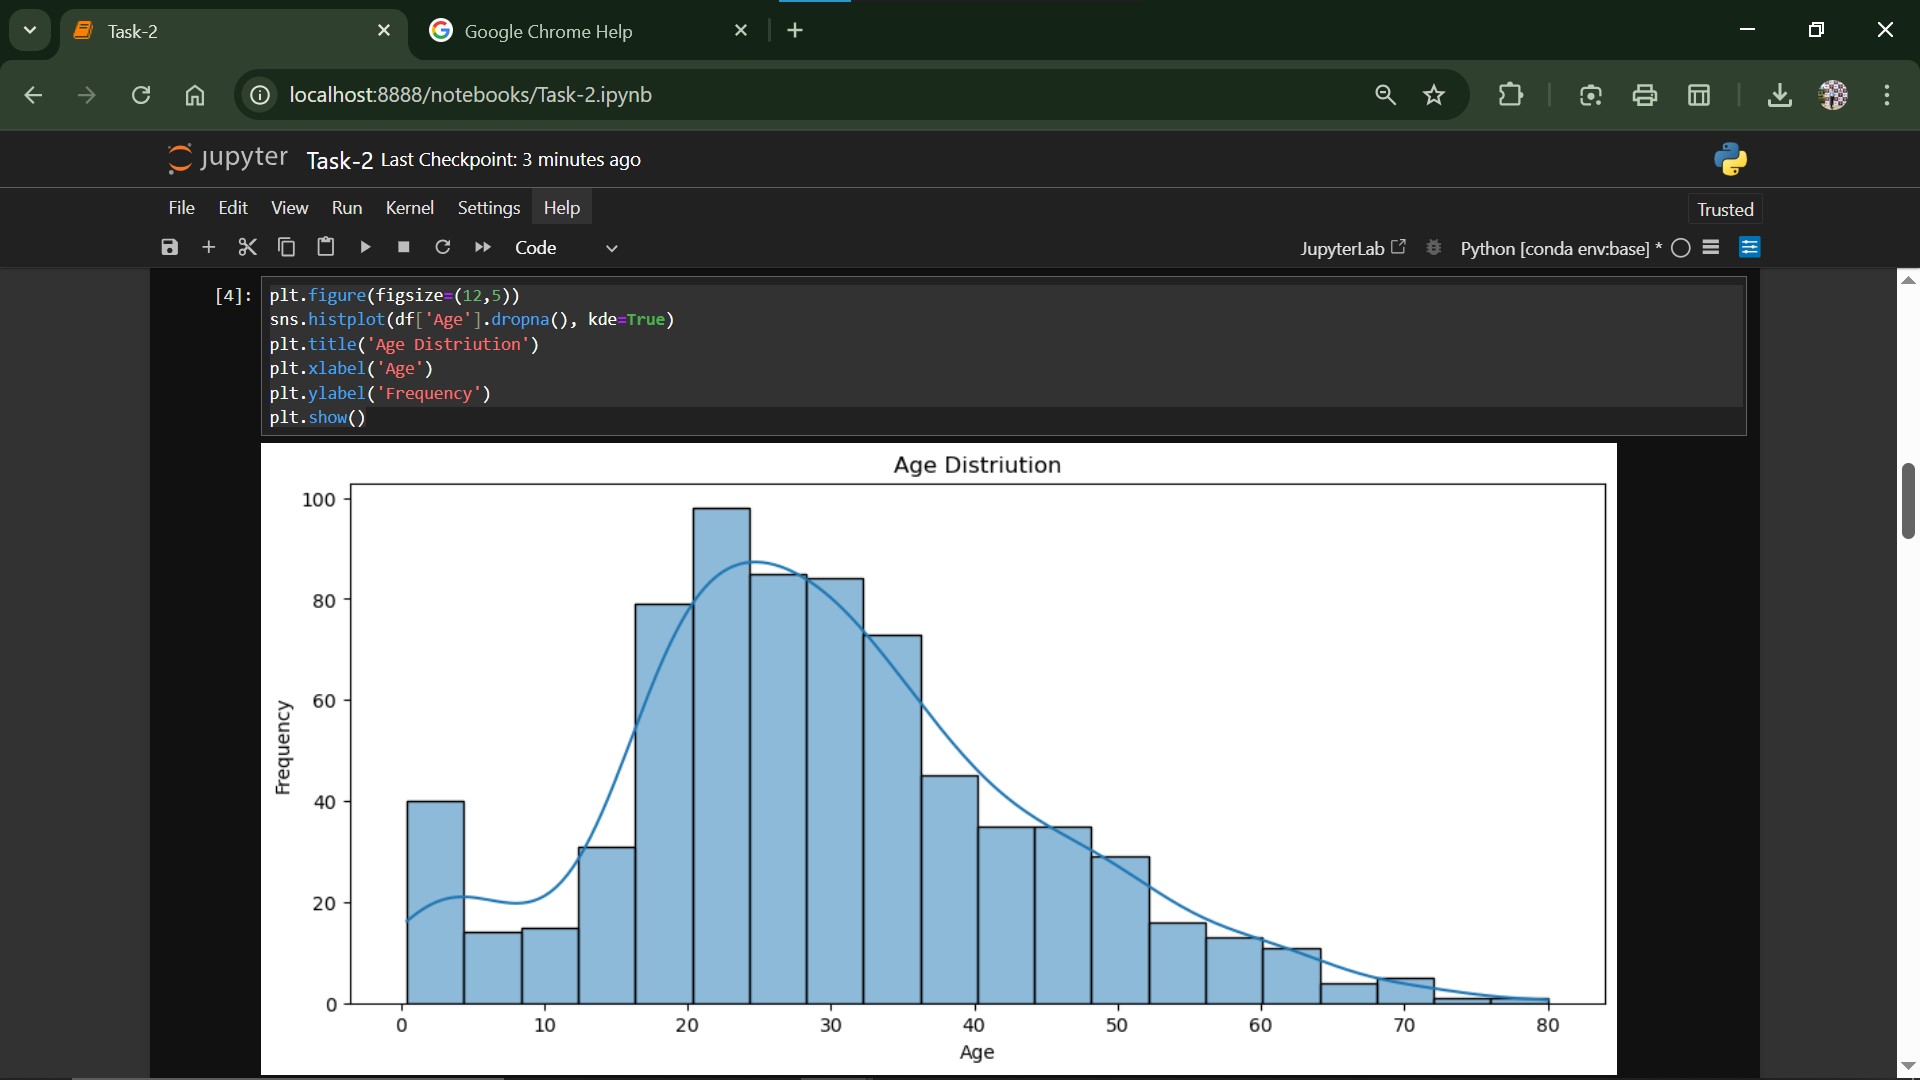 Task-2
Google Chrome Help
localhost:8888/notebooks/Task-2.ipynb
jupyter Task-2 Last Checkpoint: 3 minutes ago
File Edit View Run Kernel Settings Help
Trusted
Code
JupyterLab
Python [conda env:base] *
[4]:
plt.figure(figsize=(12,5))
sns.histplot(df['Age'].dropna(), kde=True)
plt.title('Age Distriution')
plt.xlabel('Age')
plt.ylabel('Frequency')
plt.show()
Age Distriution
100
80
60
40
20
0
Frequency
0 10 20 30 40 50 60 70 80
Age